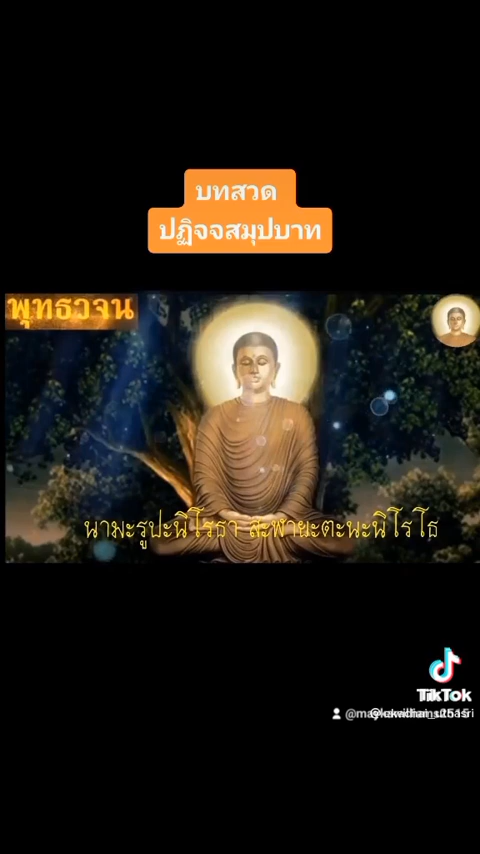 บทสวด
ปฏิจจสมุปบาท
พุทธวจน
นามะรูปะนิโรธา สะฬายะตะนะนิโรโธ
TikTok